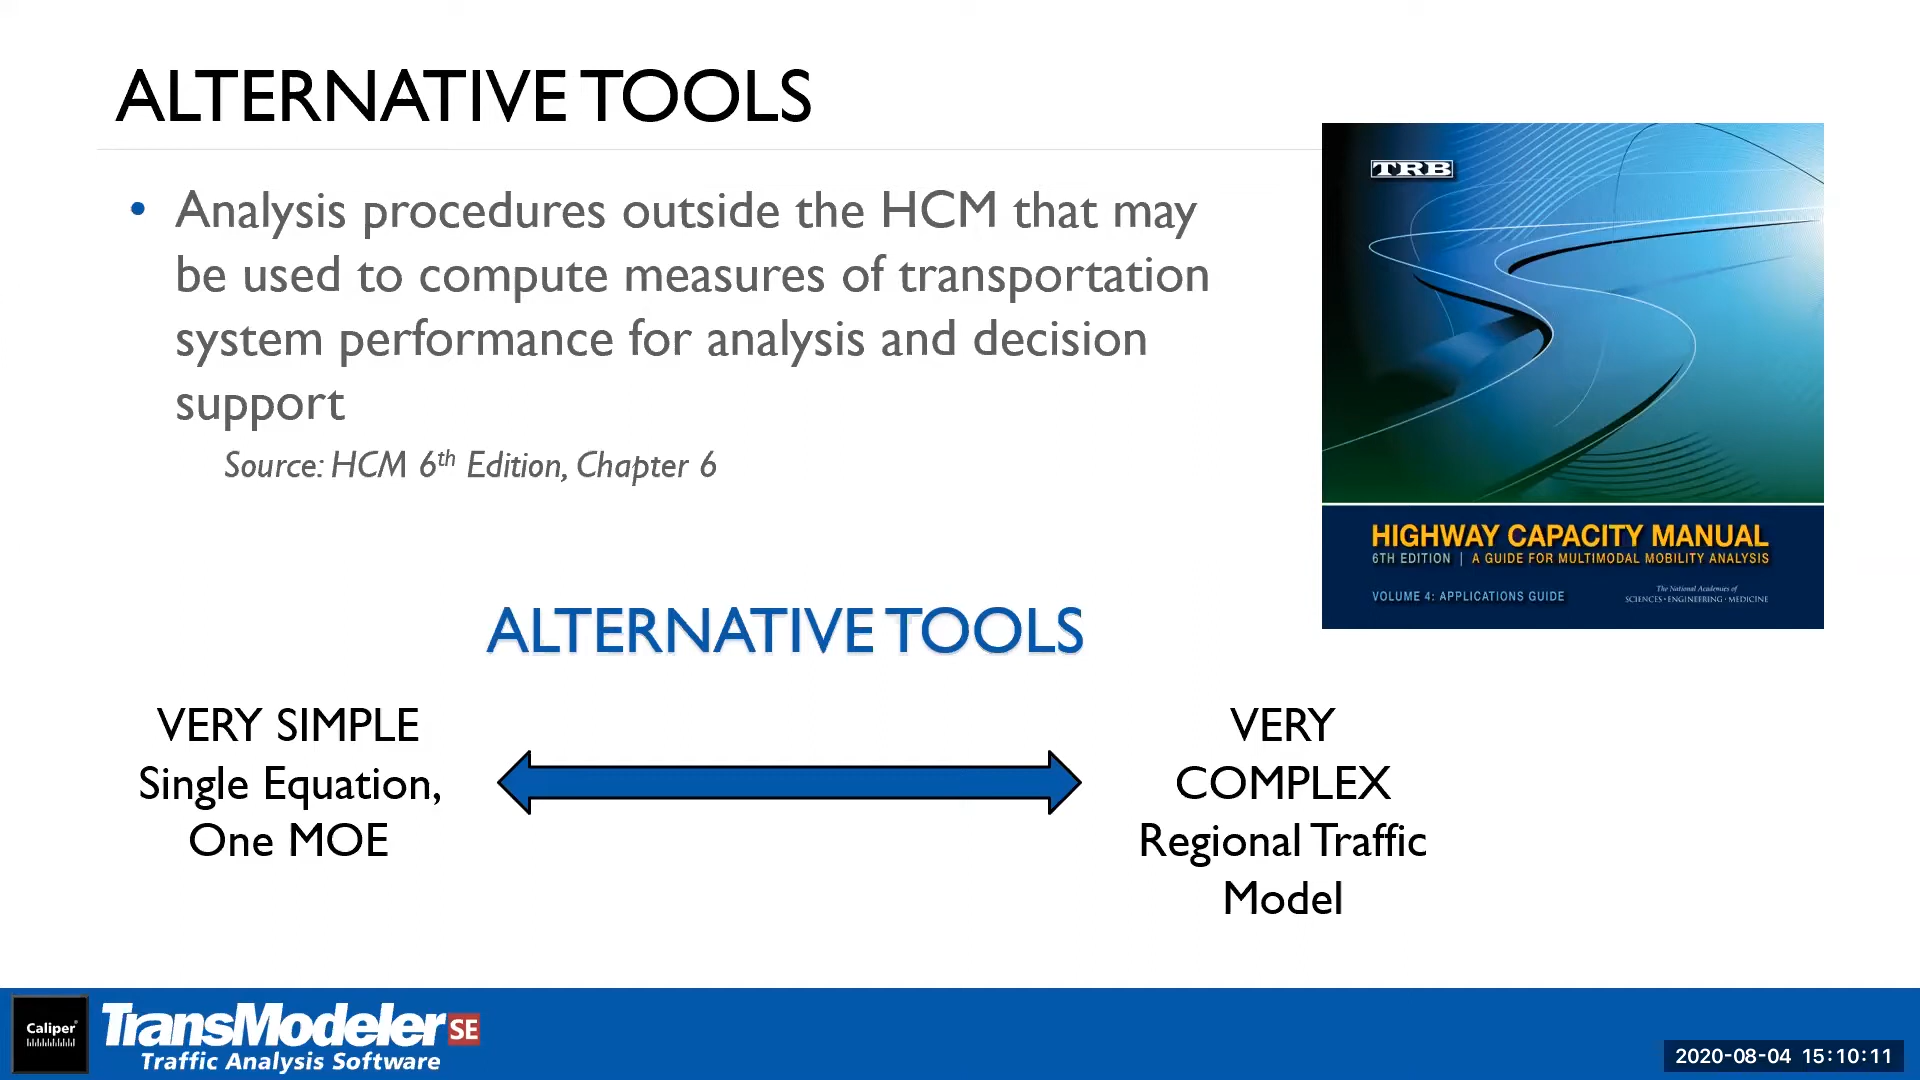 ALTERNATIVE TOOLS
• Analysis procedures outside the HCM that may
be used to compute measures of transportation
system performance for analysis and decision
support
Source: HCM 6th Edition, Chapter 6
TRB
HIGHWAY CAPACITY MANUAL
6TH EDITION | A GUIDE FOR MULTIMODAL MOBILITY ANALYSIS
VOLUME 4: APPLICATIONS GUIDE
The National Academies of
SCIENCES • ENGINEERING • MEDICINE
ALTERNATIVE TOOLS
VERY SIMPLE
Single Equation,
One MOE
VERY
COMPLEX
Regional Traffic
Model
Caliper®
TransModeler SE
Traffic Analysis Software
2020-08-04 15:10:11